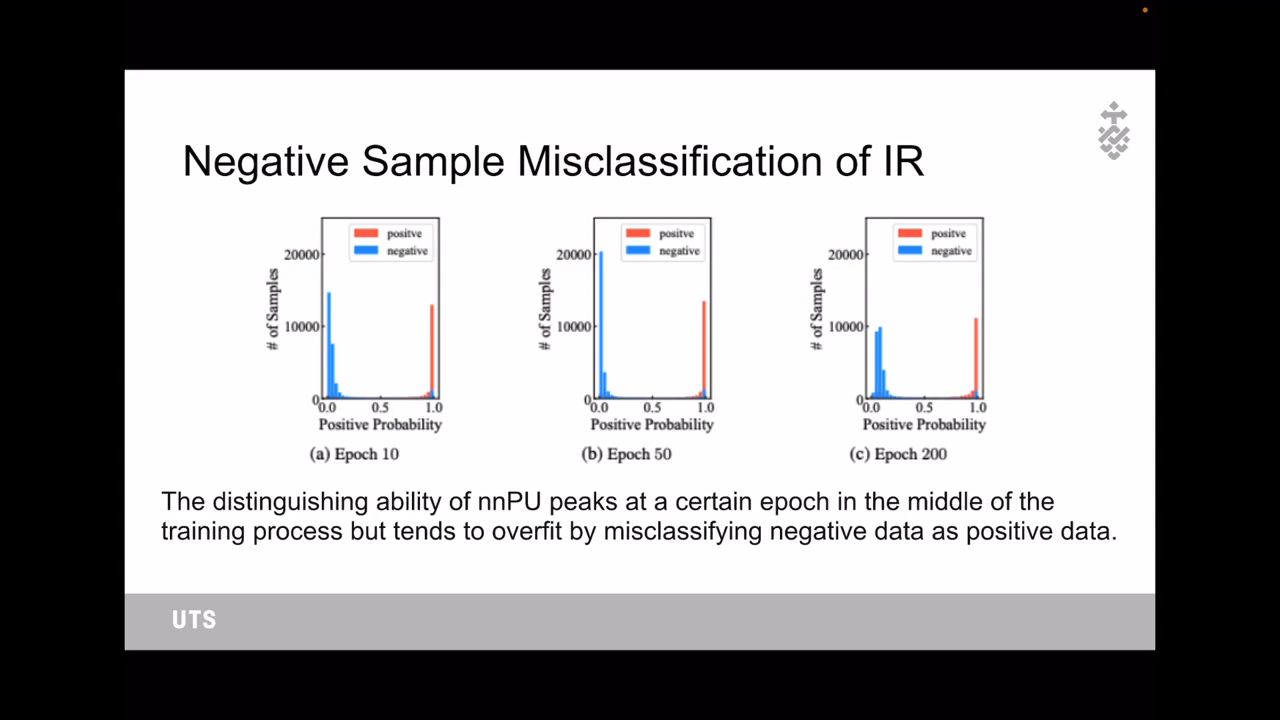 Negative Sample Misclassification of IR
positve
negative
20000
10000
0
# of Samples
0.0 0.5 1.0
Positive Probability
(a) Epoch 10
positve
negative
20000
10000
0
# of Samples
0.0 0.5 1.0
Positive Probability
(b) Epoch 50
positve
negative
20000
10000
0
# of Samples
0.0 0.5 1.0
Positive Probability
(c) Epoch 200
The distinguishing ability of nnPU peaks at a certain epoch in the middle of the
training process but tends to overfit by misclassifying negative data as positive data.
UTS